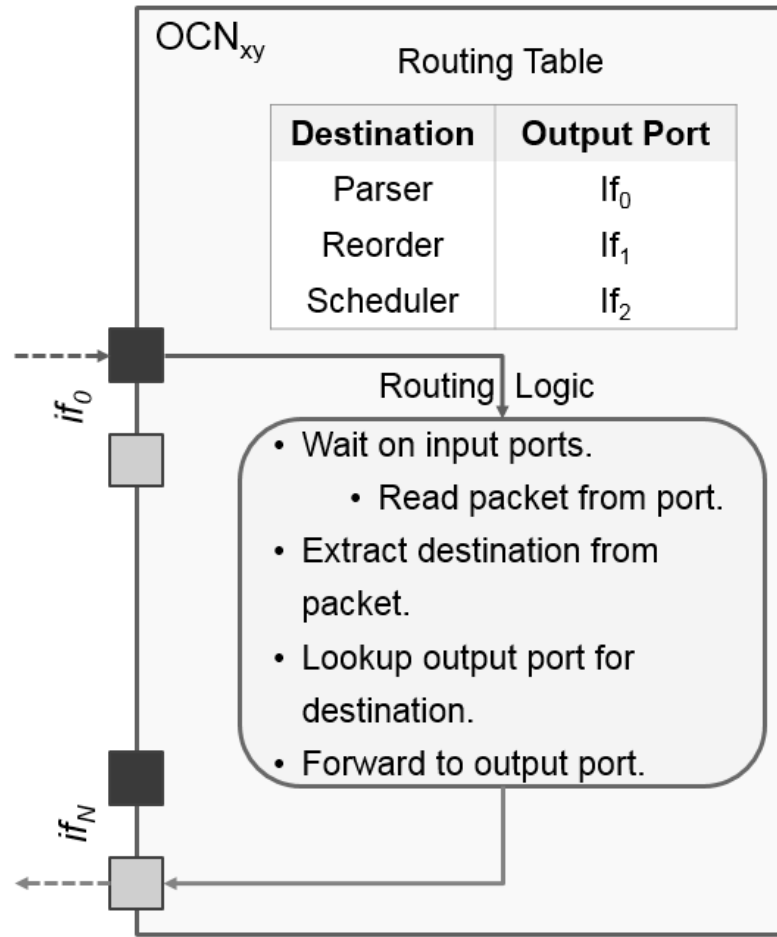 OCNxy
Routing Table
Destination Output Port
Parser If0
Reorder If1
Scheduler If2
if0
Routing Logic
• Wait on input ports.
• Read packet from port.
• Extract destination from
packet.
• Lookup output port for
destination.
• Forward to output port.
ifN